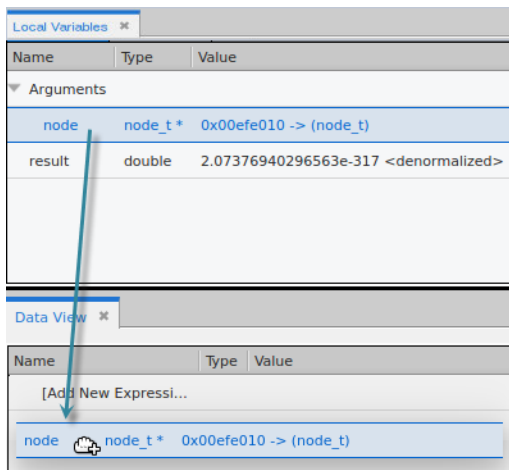 Local Variables
Name Type Value
Arguments
node node_t * 0x00efe010 -> (node_t)
result double 2.07376940296563e-317 <denormalized>
Data View
Name Type Value
[Add New Expressi...
node node_t * 0x00efe010 -> (node_t)